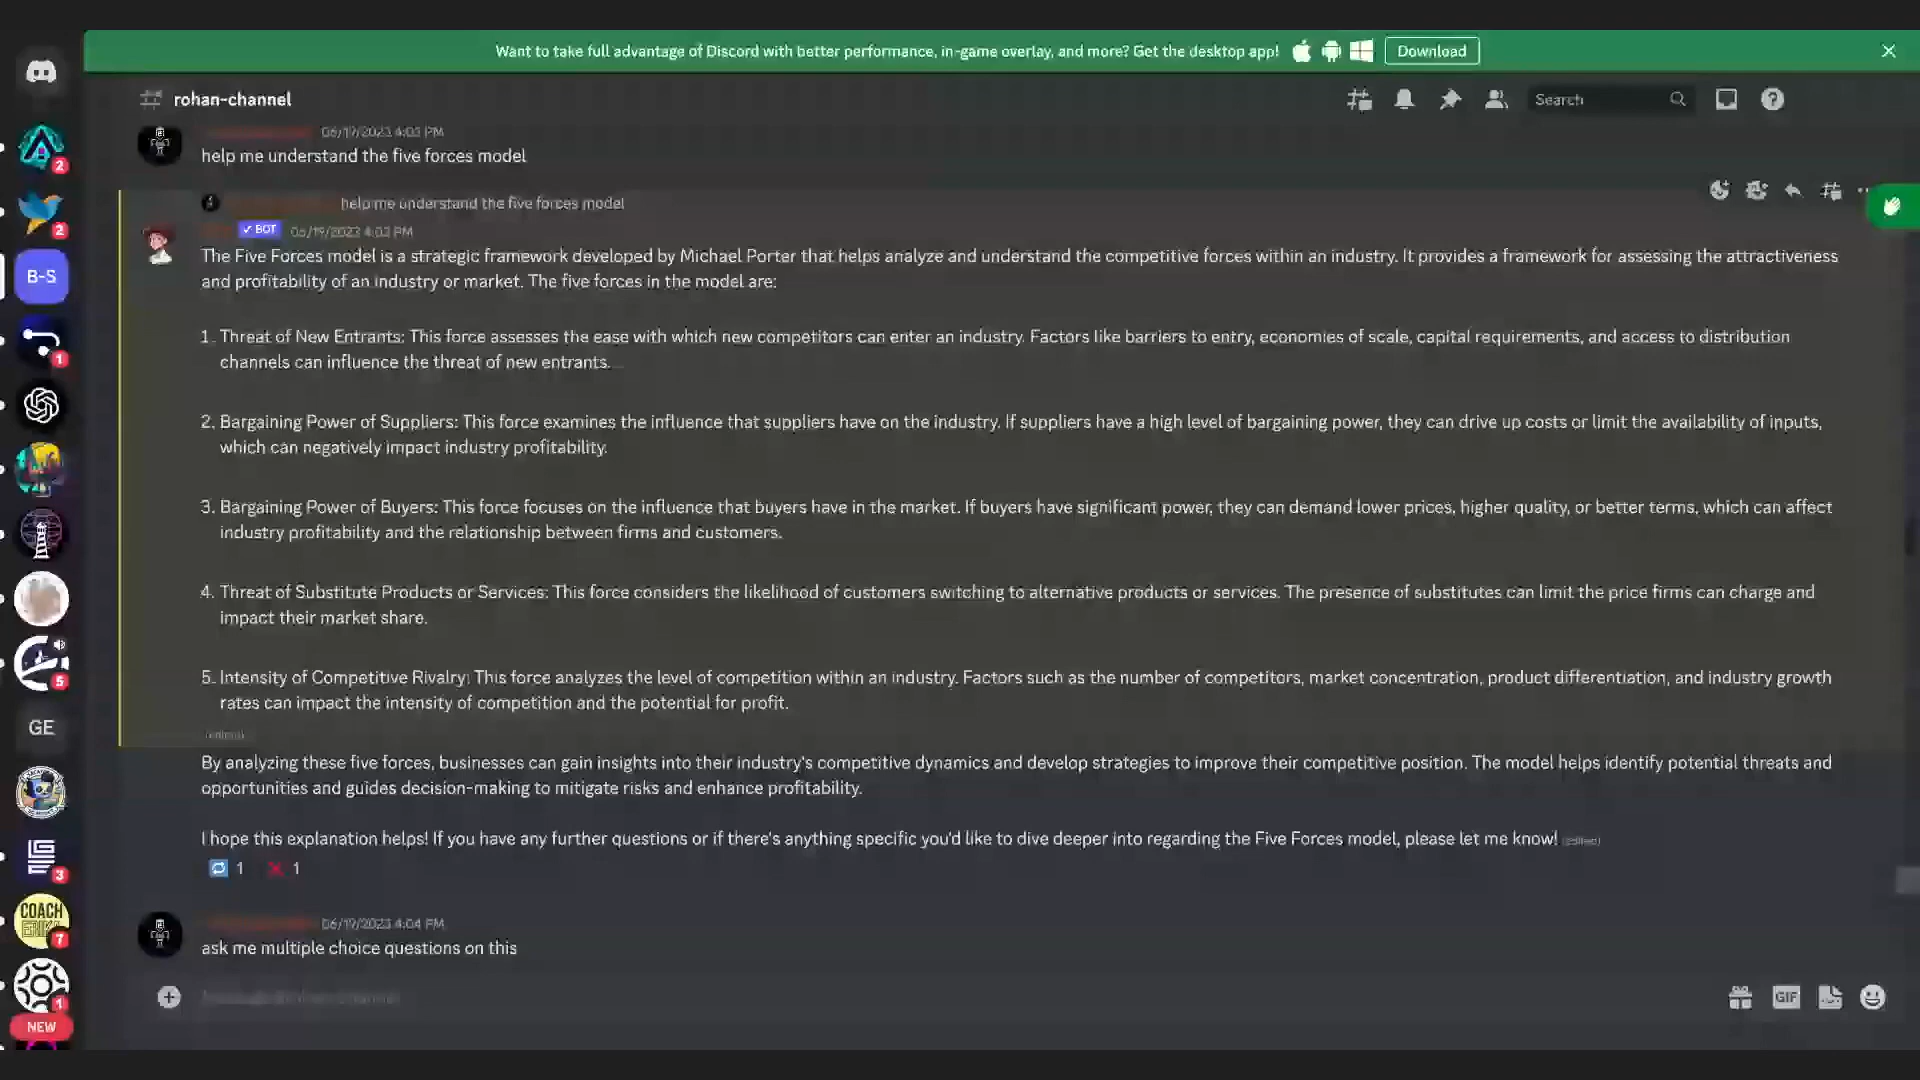 Want to take full advantage of Discord with better performance, in-game overlay, and more? Get the desktop app!
Download
rohan-channel
Search
06/19/2023 4:03 PM
help me understand the five forces model
help me understand the five forces model
BOT
06/19/2023 4:03 PM
The Five Forces model is a strategic framework developed by Michael Porter that helps analyze and understand the competitive forces within an industry. It provides a framework for assessing the attractiveness
and profitability of an industry or market. The five forces in the model are:
1. Threat of New Entrants: This force assesses the ease with which new competitors can enter an industry. Factors like barriers to entry, economies of scale, capital requirements, and access to distribution
channels can influence the threat of new entrants.
2. Bargaining Power of Suppliers: This force examines the influence that suppliers have on the industry. If suppliers have a high level of bargaining power, they can drive up costs or limit the availability of inputs,
which can negatively impact industry profitability.
3. Bargaining Power of Buyers: This force focuses on the influence that buyers have in the market. If buyers have significant power, they can demand lower prices, higher quality, or better terms, which can affect
industry profitability and the relationship between firms and customers.
4. Threat of Substitute Products or Services: This force considers the likelihood of customers switching to alternative products or services. The presence of substitutes can limit the price firms can charge and
impact their market share.
5. Intensity of Competitive Rivalry: This force analyzes the level of competition within an industry. Factors such as the number of competitors, market concentration, product differentiation, and industry growth
rates can impact the intensity of competition and the potential for profit.
(edited)
By analyzing these five forces, businesses can gain insights into their industry's competitive dynamics and develop strategies to improve their competitive position. The model helps identify potential threats and
opportunities and guides decision-making to mitigate risks and enhance profitability.
I hope this explanation helps! If you have any further questions or if there's anything specific you'd like to dive deeper into regarding the Five Forces model, please let me know! (edited)
1 1
06/19/2023 4:04 PM
ask me multiple choice questions on this
GIF
2
2
B-S
1
5
GE
3
COACH
ERIKA
7
1
NEW